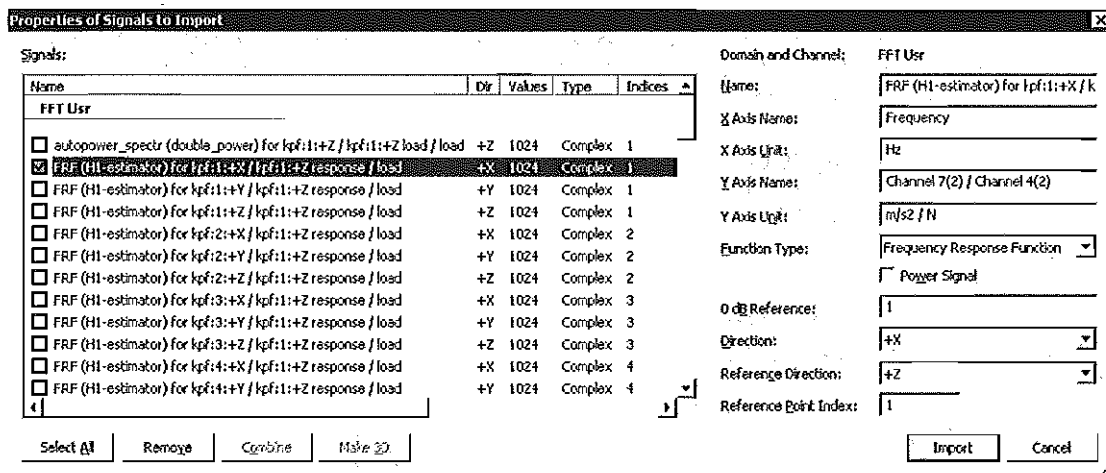 Properties of Signals to Import
Signals:
Name Dir Values Type Indices
FFT Usr
autopower_spectr (double_power) for kpf:1:+Z / kpf:1:+Z load / load +Z 1024 Complex 1
FRF (H1-estimator) for kpf:1:+X / kpf:1:+Z response / load +X 1024 Complex 1
FRF (H1-estimator) for kpf:1:+Y / kpf:1:+Z response / load +Y 1024 Complex 1
FRF (H1-estimator) for kpf:1:+Z / kpf:1:+Z response / load +Z 1024 Complex 1
FRF (H1-estimator) for kpf:2:+X / kpf:1:+Z response / load +X 1024 Complex 2
FRF (H1-estimator) for kpf:2:+Y / kpf:1:+Z response / load +Y 1024 Complex 2
FRF (H1-estimator) for kpf:2:+Z / kpf:1:+Z response / load +Z 1024 Complex 2
FRF (H1-estimator) for kpf:3:+X / kpf:1:+Z response / load +X 1024 Complex 3
FRF (H1-estimator) for kpf:3:+Y / kpf:1:+Z response / load +Y 1024 Complex 3
FRF (H1-estimator) for kpf:3:+Z / kpf:1:+Z response / load +Z 1024 Complex 3
FRF (H1-estimator) for kpf:4:+X / kpf:1:+Z response / load +X 1024 Complex 4
FRF (H1-estimator) for kpf:4:+Y / kpf:1:+Z response / load +Y 1024 Complex 4
Select All Remove Combine Make 3D
Domain and Channel: FFT Usr
Name: FRF (H1-estimator) for kpf:1:+X / k
X Axis Name: Frequency
X Axis Unit: Hz
Y Axis Name: Channel 7(2) / Channel 4(2)
Y Axis Unit: m/s2 / N
Function Type: Frequency Response Function
Power Signal
0 dB Reference: 1
Direction: +X
Reference Direction: +Z
Reference Point Index: 1
Import Cancel